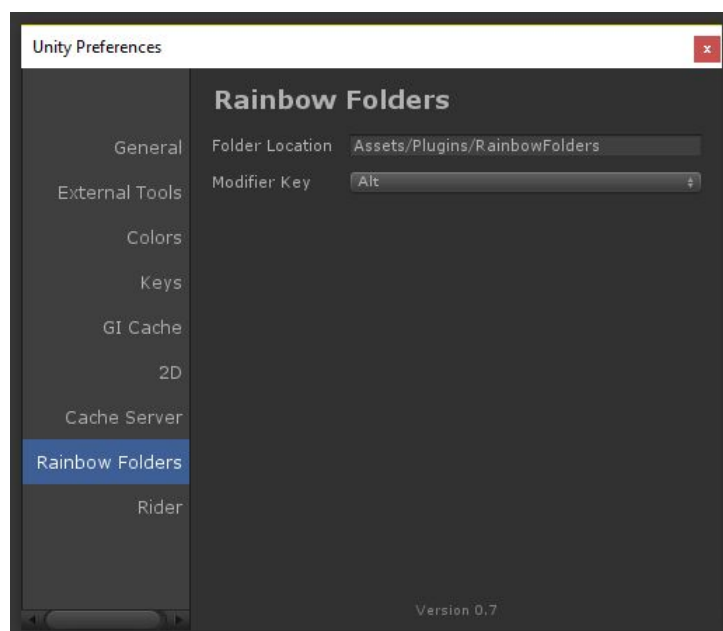 Unity Preferences
x
Rainbow Folders
General
Folder Location Assets/Plugins/RainbowFolders
External Tools
Modifier Key Alt
Colors
Keys
GI Cache
2D
Cache Server
Rainbow Folders
Rider
Version 0.7